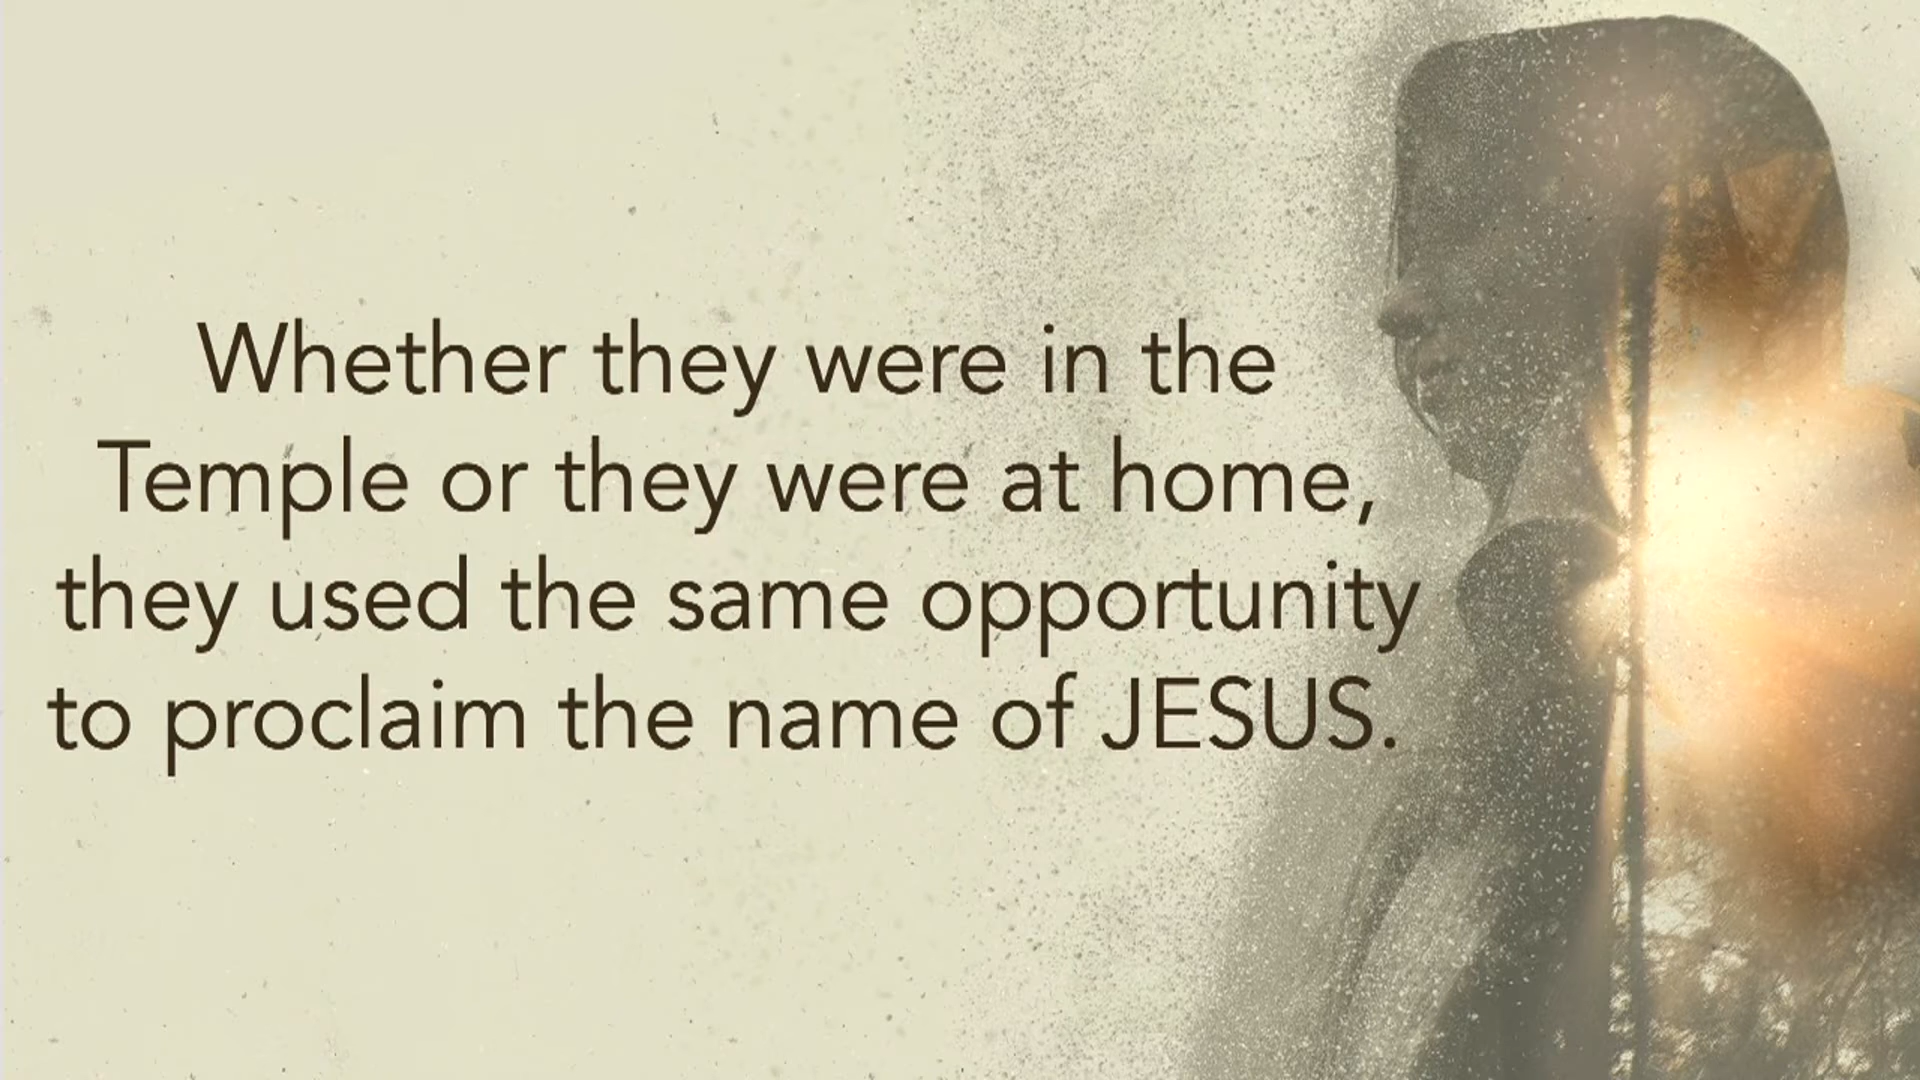 Whether they were in the
Temple or they were at home,
they used the same opportunity
to proclaim the name of JESUS.